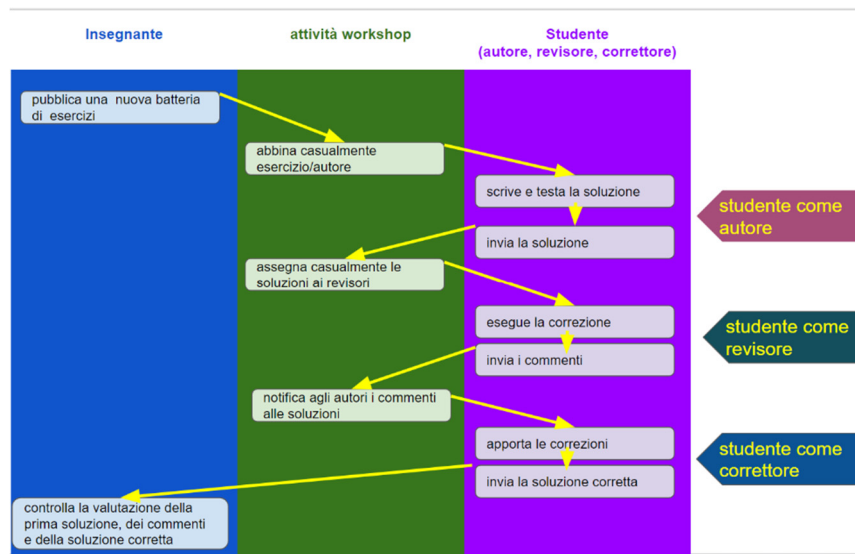 Insegnante
attività workshop
Studente
(autore, revisore, correttore)
pubblica una nuova batteria
di esercizi
abbina casualmente
esercizio/autore
scrive e testa la soluzione
studente come
autore
invia la soluzione
assegna casualmente le
soluzioni ai revisori
esegue la correzione
studente come
revisore
invia i commenti
notifica agli autori i commenti
alle soluzioni
apporta le correzioni
studente come
correttore
invia la soluzione corretta
controlla la valutazione della
prima soluzione, dei commenti
e della soluzione corretta